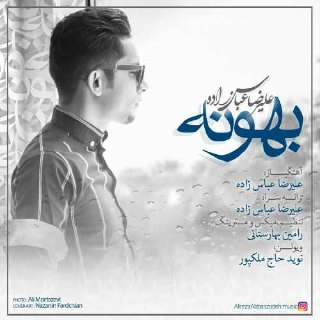 علیرضا عباس زاده
بهونه
آهنگساز:
علیرضا عباس زاده
ترانه سرا:
علیرضا عباس زاده
تنظیم، میکس و مسترینگ:
رامین بهارستانی
ویولن:
نوید حاج ملکپور
PHOTO: Ali Mortazavi
COVER ART: Nazanin Fardichian
Alireza.Abbaszadeh.music